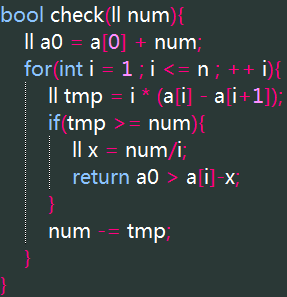 bool check(ll num){
ll a0 = a[0] + num;
for(int i = 1 ; i <= n ; ++ i){
ll tmp = i * (a[i] - a[i+1]);
if(tmp >= num){
ll x = num/i;
return a0 > a[i]-x;
}
num -= tmp;
}
}